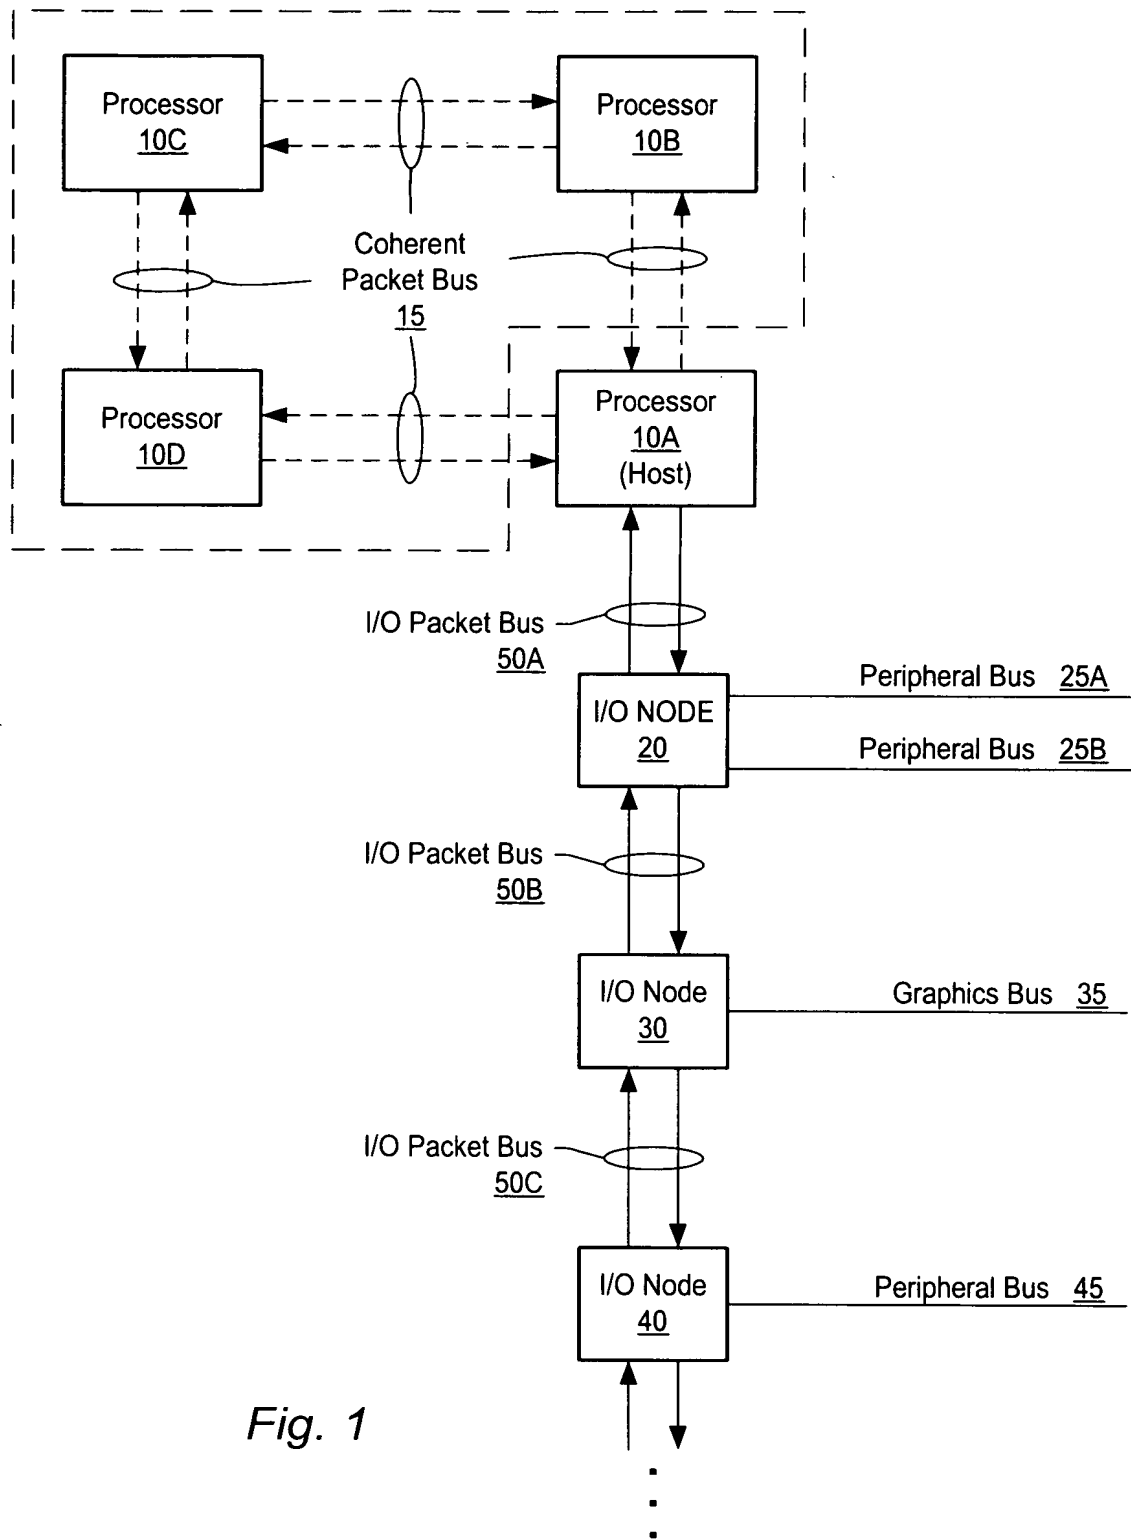 Processor
10C
Processor
10B
Coherent
Packet Bus
15
Processor
10D
Processor
10A
(Host)
I/O Packet Bus
50A
I/O NODE
20
Peripheral Bus 25A
Peripheral Bus 25B
I/O Packet Bus
50B
I/O Node
30
Graphics Bus 35
I/O Packet Bus
50C
I/O Node
40
Peripheral Bus 45
Fig. 1